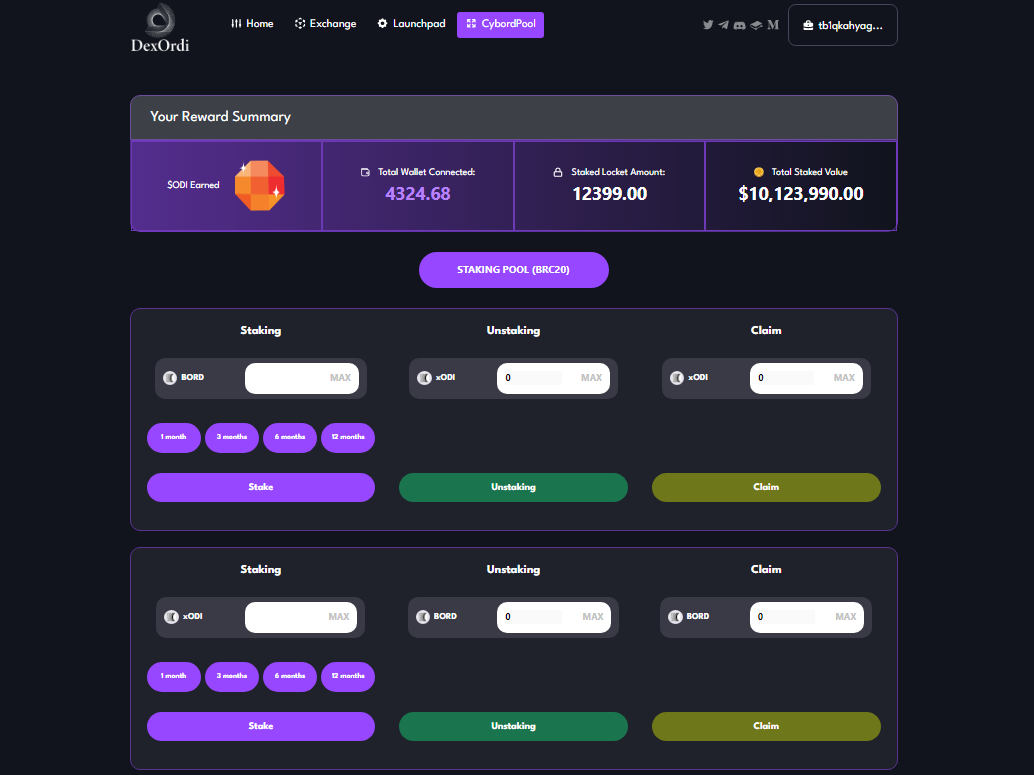 DexOrdi
Home Exchange Launchpad CybordPool
M
tb1qkahyag...
Your Reward Summary
$ODI Earned
Total Wallet Connected:
4324.68
Staked Locket Amount:
12399.00
Total Staked Value
$10,123,990.00
STAKING POOL (BRC20)
Staking Unstaking Claim
BORD MAX xODI 0 MAX xODI 0 MAX
1 month 3 months 6 months 12 months
Stake Unstaking Claim
Staking Unstaking Claim
xODI MAX BORD 0 MAX BORD 0 MAX
1 month 3 months 6 months 12 months
Stake Unstaking Claim